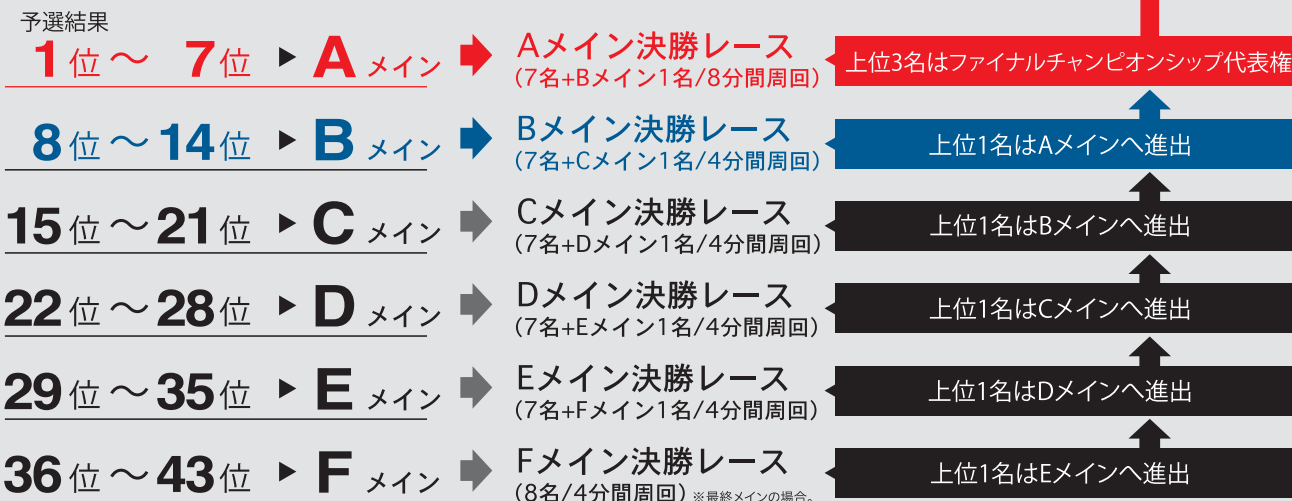 予選結果
1位～7位 ▶ Aメイン
Aメイン決勝レース
(7名+Bメイン1名/8分間周回)
上位3名はファイナルチャンピオンシップ代表権
8位～14位 ▶ Bメイン
Bメイン決勝レース
(7名+Cメイン1名/4分間周回)
上位1名はAメインへ進出
15位～21位 ▶ Cメイン
Cメイン決勝レース
(7名+Dメイン1名/4分間周回)
上位1名はBメインへ進出
22位～28位 ▶ Dメイン
Dメイン決勝レース
(7名+Eメイン1名/4分間周回)
上位1名はCメインへ進出
29位～35位 ▶ Eメイン
Eメイン決勝レース
(7名+Fメイン1名/4分間周回)
上位1名はDメインへ進出
36位～43位 ▶ Fメイン
Fメイン決勝レース
(8名/4分間周回) ※最終メインの場合。
上位1名はEメインへ進出